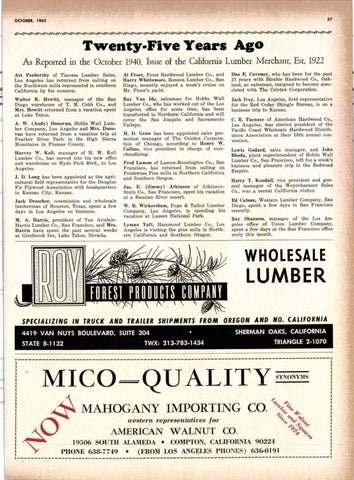 OCTOBER, 1965
57
Twenty-Five Years Ago
As Reported in the October 1940, Issue of the California Lumber Merchant, Est, 1922
Art Penberthy of Tacoma Lumber Sales,
Los Angeles has returned from calling on
the Northwest mills represented in southern
California by his concern.
Walter B. Hewitt, manager of the San
Diego warehouse of T. M. Cobb Co., and
Mrs. Hewitt returned from a vacation spent
at Lake Tahoe.
A. W. (Andy) Donovan, Hobbs Wall Lumber
Company, Los Angeles and Mrs. Donovan
have returned from a vacation trip at
Feather River Park in the High Sierra
Mountains in Plumas County.
Harvey W. Koll, manager of H. W. Koll
Lumber Co., has moved into his new office
and warehouse on Hyde Park Blvd., in Los
Angeles.
J. D. Long has been appointed as the agricultural
field representative for the Douglas
Fir Plywood Association with headquarters
in Kansas City, Kansas.
Jack Drescher, commission and wholesale
lumberman of Houston, Texas, spent a few
days in Los Angeles on business.
M. A. Harris, president of Van Arsdale-
Harris Lumber Co., San Francisco, and Mrs.
Harris have spent the past several weeks
at Glenbrook Inn, Lake Tahoe, Nevada.
Al Frost, Frost Hardwood Lumber Co., and
Harry Whittemore, Benson Lumber Co., San
Diego, recently enjoyed a week's cruise on
Mr. Frost's yacht.
Ray Van Ide, salesman for Hobbs Wall
Lumber Co., who has worked out of the Los
Angeles office for some time, has been
transferred to Northern California and will
cover the San Joaquin and Sacramento
Valleys.
M. D. Grew has been appointed sales promotion
manager of The Celotex Corporation
of Chicago, according to Henry W.
Collins, vice president in charge of merchandising.
Fred Lamon of Lamon-Bonnington Co., San
Francisco has returned from calling on
Ponderosa Pine mills in Northern California
and Southern Oregon.
Jas. E. (Jimmy) Atkinson of Atkinson-
Stutz Co., San Francisco, spent his vacation
at a Russian River resort.
W. B. Wickersham, Pope & Talbot Lumber
Company, Los Angeles, is spending his
vacation at Lassen National Park.
Lyman Taft, Hammond Lumber Co., Los
Angeles is visiting the pine mills in Northern
California and Southern Oregon.
Dee E. Coveney, who has been for the past
15 years with Strable Hardwood Co., Oakland,
as salesman, resigned to become associated
with The Celotex Corporation.
Jack Ivey, Los Angeles, field representative
for the Red Cedar Shingle Bureau, is on a
business trip to Kansas.
C. R. Taenzer of American Hardwood Co.,
Los Angeles, was elected president of the
Pacific Coast Wholesale Hardwood Distributors
Association at their 18th annual convention.
Lewis Godard, sales manager, and John
Rhoda, plant superintendent of Hobbs Wall
Lumber Co., San Francisco, left for a week's
business and pleasure trip in the Redwood
Empire.
Harry T. Kendall, vice president and general
manager of the Weyerhaeuser Sales
Co., was a recent California visitor.
Ed Culnan, Western Lumber Company, San
Diego, spent a few days in San Francisco
recently.
Roy Shannon, manager of the Los Angeles
office of Union Lumber Company,
spent a few days at the San Francisco office
early this month.
FOREST PRODUCTS COMPANY
WHOLESALE
LUMBER
SPECIALIZING IN TRUCK AND TRAILER SHIPMENTS FROM OREGON AND NO. CALIFORNIA
4419 VAN NUYS BOULEVARD, SUITE 304 • SHERMAN OAKS, CALIFORNIA
STATE 8-1132 TWX: 213-783-1434 TRIANGLE 2-1070
MICO—QUALITY SYNONYMS
NOW
MAHOGANY IMPORTING CO.
western representatives for
AMERICAN WALNUT CO.
19506 SOUTH ALAMEDA • COMPTON, CALIFORNIA 90224
PHONE 638-7749 • (FROM LOS ANGELES PHONES) 636-0191
Fine Walnut
Lumber and Squares
Since 1924